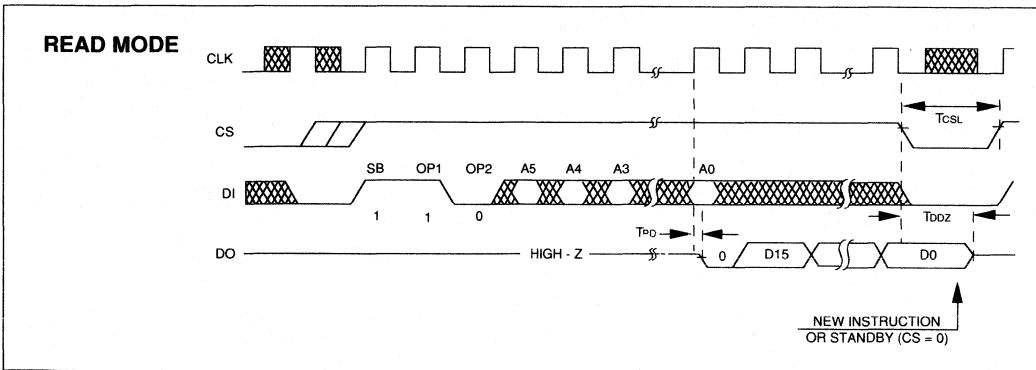 READ MODE
CLK
CS
TCSL
SB OP1 OP2 A5 A4 A3 A0
DI
1 1 0
TDDZ
TPD
DO HIGH - Z 0 D15 D0
NEW INSTRUCTION
OR STANDBY (CS = 0)